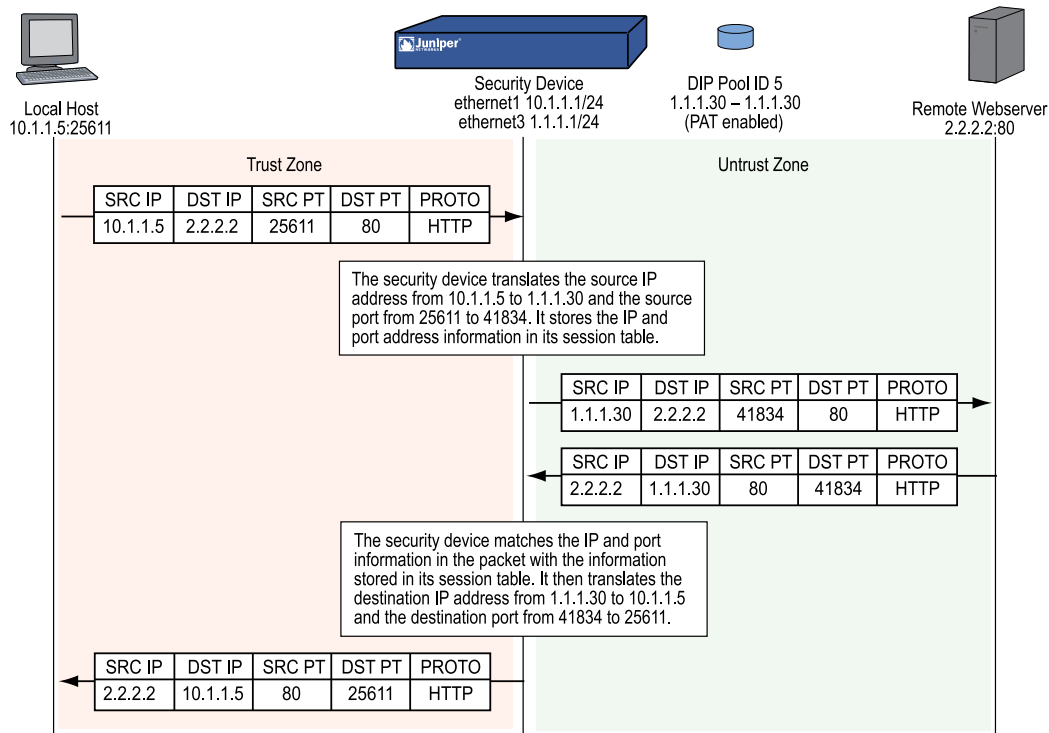 Juniper
NETWORKS
Local Host
10.1.1.5:25611
Security Device
ethernet1 10.1.1.1/24
ethernet3 1.1.1.1/24
DIP Pool ID 5
1.1.1.30 – 1.1.1.30
(PAT enabled)
Remote Webserver
2.2.2.2:80
Trust Zone
Untrust Zone
SRC IP DST IP SRC PT DST PT PROTO
10.1.1.5 2.2.2.2 25611 80 HTTP
The security device translates the source IP
address from 10.1.1.5 to 1.1.1.30 and the source
port from 25611 to 41834. It stores the IP and
port address information in its session table.
SRC IP DST IP SRC PT DST PT PROTO
1.1.1.30 2.2.2.2 41834 80 HTTP
SRC IP DST IP SRC PT DST PT PROTO
2.2.2.2 1.1.1.30 80 41834 HTTP
The security device matches the IP and port
information in the packet with the information
stored in its session table. It then translates the
destination IP address from 1.1.1.30 to 10.1.1.5
and the destination port from 41834 to 25611.
SRC IP DST IP SRC PT DST PT PROTO
2.2.2.2 10.1.1.5 80 25611 HTTP